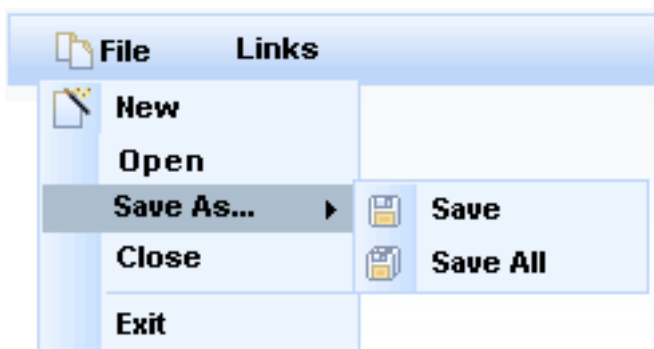 File Links
New
Open
Save As...
Save
Close
Save All
Exit